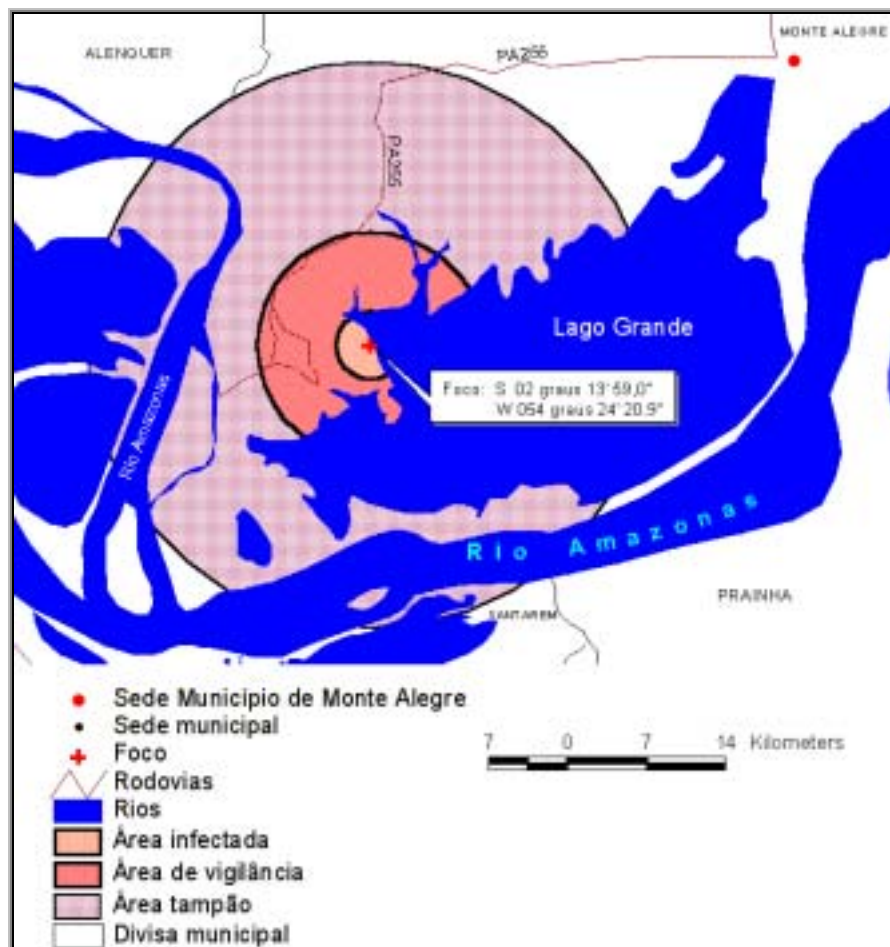 ALENQUER
MONTE ALEGRE
PA255
PA255
Lago Grande
Foco: S 02 graus 13' 59,0"
W 054 graus 24' 20.9"
Rio Amazonas
Rio Amazonas
PRAINHA
SANTAREM
Sede Município de Monte Alegre
Sede municipal
Foco
Rodovias
Rios
Área infectada
Área de vigilância
Área tampão
Divisa municipal
7 0 7 14 Kilometers